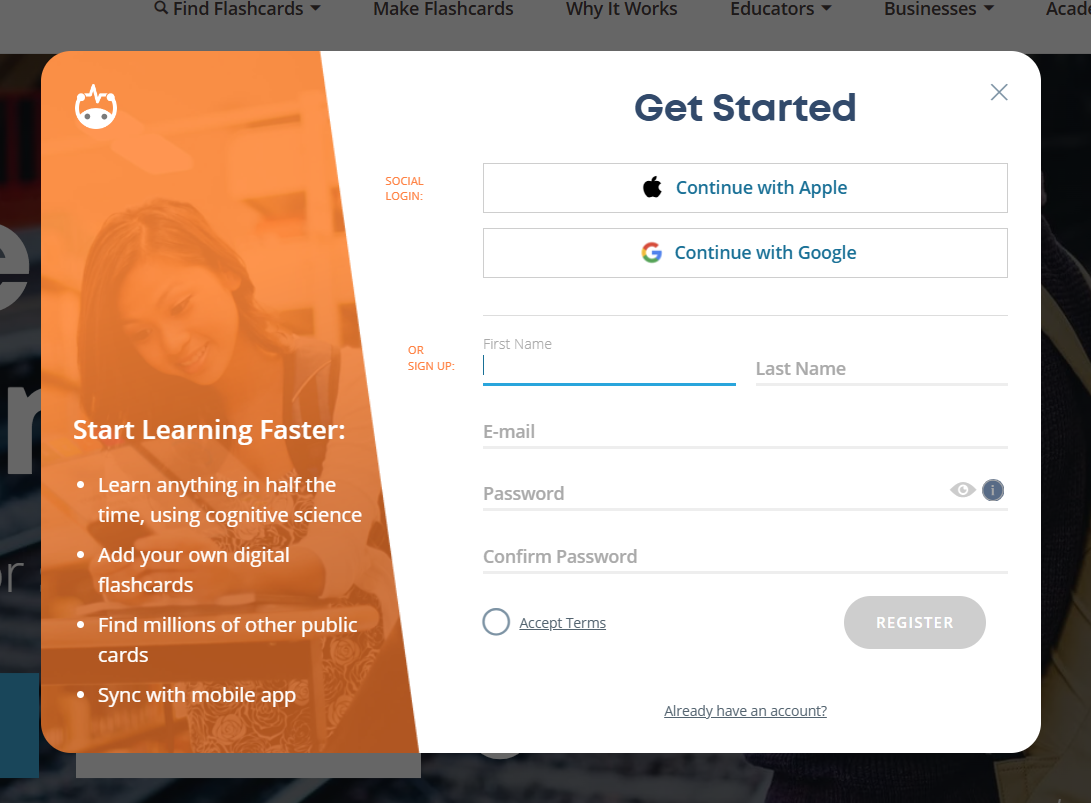 Find Flashcards
Make Flashcards
Why It Works
Educators
Businesses
Get Started
SOCIAL
LOGIN:
Continue with Apple
Continue with Google
OR
SIGN UP:
First Name
Last Name
E-mail
Password
i
Confirm Password
Accept Terms
REGISTER
Already have an account?
Start Learning Faster:
• Learn anything in half the
time, using cognitive science
• Add your own digital
flashcards
• Find millions of other public
cards
• Sync with mobile app